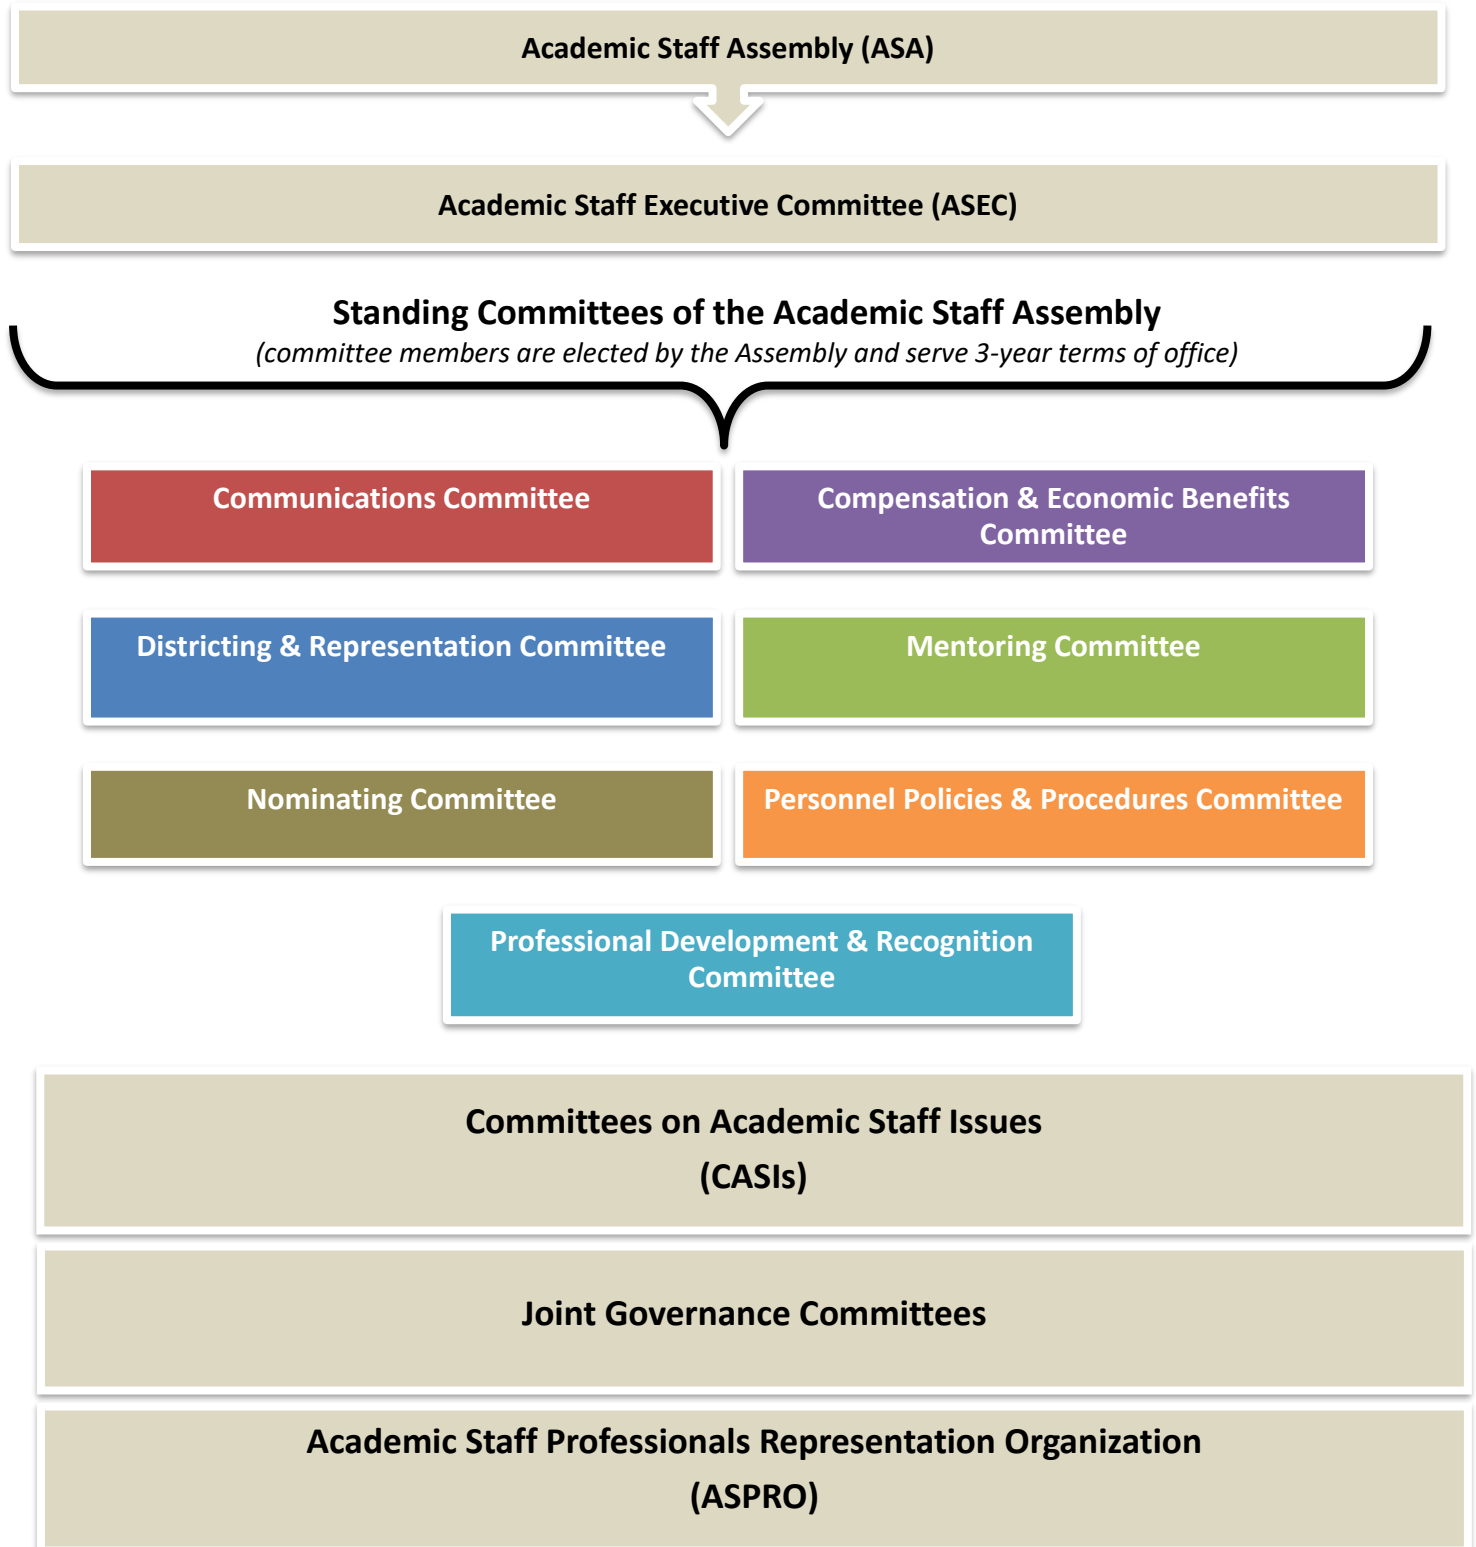 Academic Staff Assembly (ASA)
Academic Staff Executive Committee (ASEC)
Standing Committees of the Academic Staff Assembly
(committee members are elected by the Assembly and serve 3-year terms of office)
Communications Committee
Compensation & Economic Benefits
Committee
Districting & Representation Committee
Mentoring Committee
Nominating Committee
Personnel Policies & Procedures Committee
Professional Development & Recognition
Committee
Committees on Academic Staff Issues
(CASIs)
Joint Governance Committees
Academic Staff Professionals Representation Organization
(ASPRO)